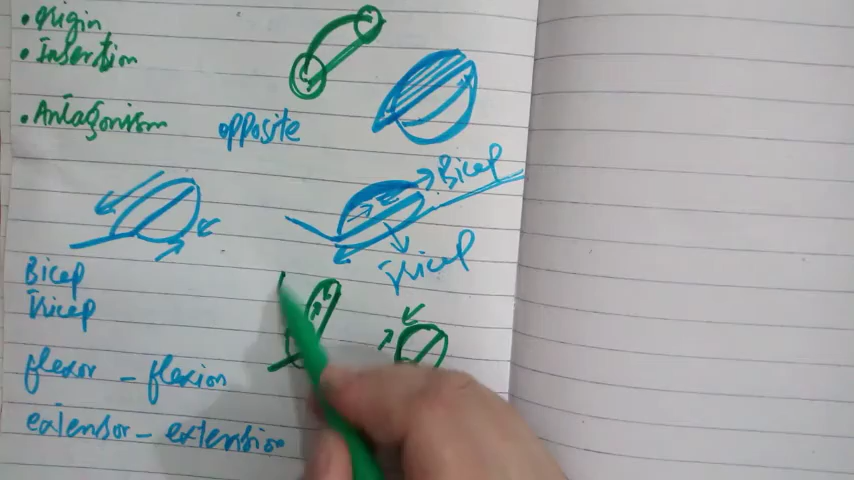 • Origin
• Insertion
• Antagonism opposite
Bicep
Tricep
Bicep
Tricep
flexor - flexion
extensor - extension